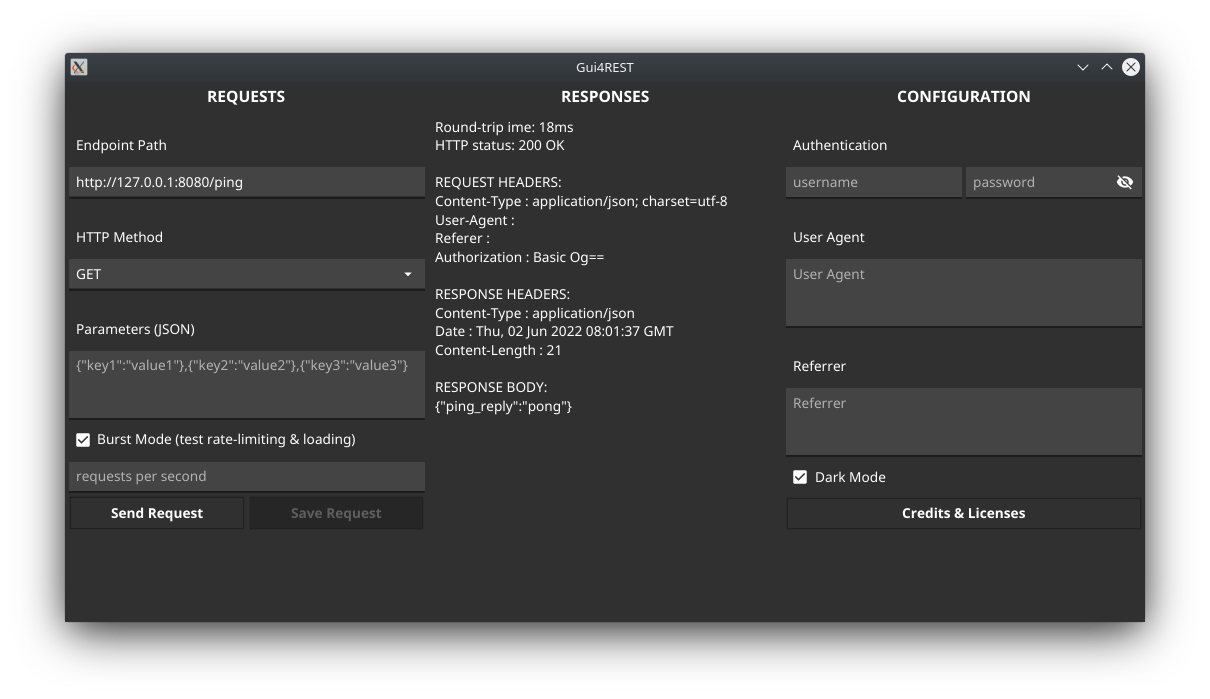 Gui4REST
REQUESTS
Endpoint Path
http://127.0.0.1:8080/ping
HTTP Method
GET
Parameters (JSON)
{"key1":"value1"},{"key2":"value2"},{"key3":"value3"}
Burst Mode (test rate-limiting & loading)
requests per second
Send Request
Save Request
RESPONSES
Round-trip ime: 18ms
HTTP status: 200 OK
REQUEST HEADERS:
Content-Type : application/json; charset=utf-8
User-Agent :
Referer :
Authorization : Basic Og==
RESPONSE HEADERS:
Content-Type : application/json
Date : Thu, 02 Jun 2022 08:01:37 GMT
Content-Length : 21
RESPONSE BODY:
{"ping_reply":"pong"}
CONFIGURATION
Authentication
username
password
User Agent
User Agent
Referrer
Referrer
Dark Mode
Credits & Licenses